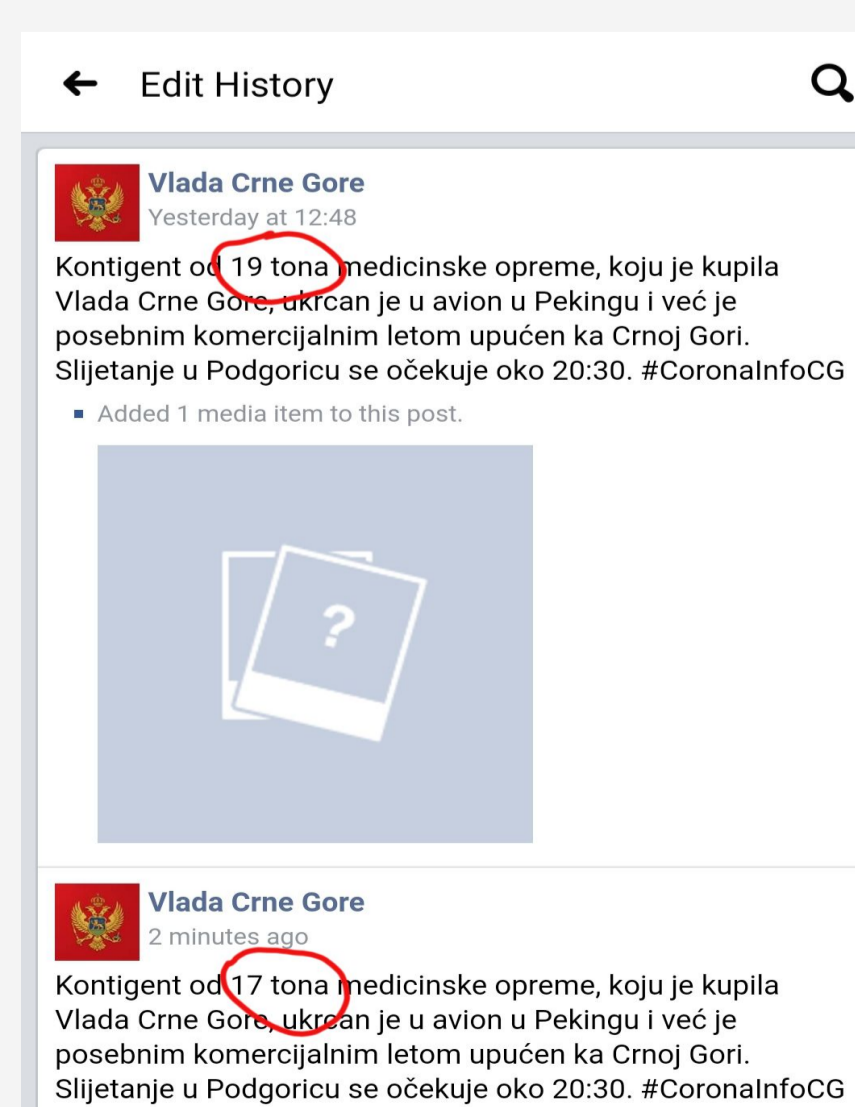 Edit History
Vlada Crne Gore
Yesterday at 12:48
Kontigent od 19 tona medicinske opreme, koju je kupila
Vlada Crne Gore, ukrcan je u avion u Pekingu i već je
posebnim komercijalnim letom upućen ka Crnoj Gori.
Slijetanje u Podgoricu se očekuje oko 20:30. #CoronaInfoCG
Added 1 media item to this post.
?
Vlada Crne Gore
2 minutes ago
Kontigent od 17 tona medicinske opreme, koju je kupila
Vlada Crne Gore, ukrcan je u avion u Pekingu i već je
posebnim komercijalnim letom upućen ka Crnoj Gori.
Slijetanje u Podgoricu se očekuje oko 20:30. #CoronaInfoCG